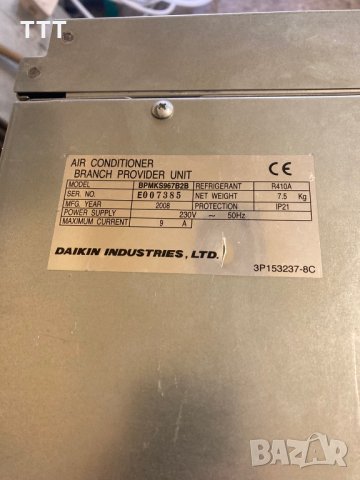 TTT
AIR CONDITIONER
BRANCH PROVIDER UNIT
CE
MODEL BPMKS967B2B REFRIGERANT R410A
SER. NO. E007385 NET WEIGHT 7.5 Kg
MFG. YEAR 2008 PROTECTION IP21
POWER SUPPLY 230V ~ 50Hz
MAXIMUM CURRENT 9 A
DAIKIN INDUSTRIES, LTD.
3P153237-8C
BAZAR